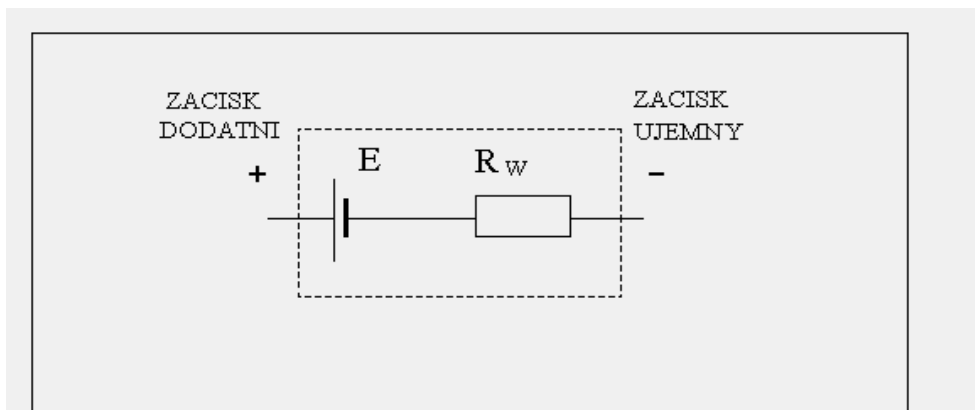 ZACISK
DODATNI
+
E
R W
ZACISK
UJEMNY
−